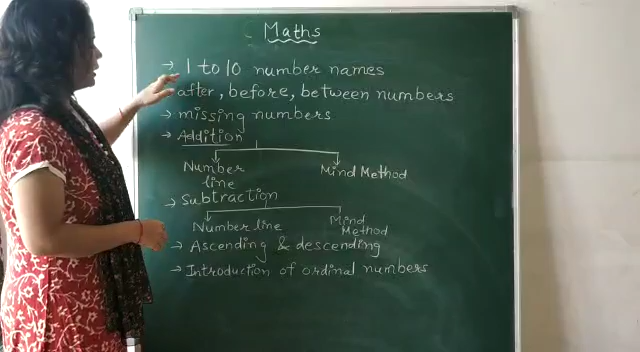 Maths
→ 1 to 10 number names
after, before, between numbers
→ missing numbers
→ Addition
Number line
Mind Method
→ Subtraction
Number line
Mind Method
→ Ascending & descending
→ Introduction of ordinal numbers